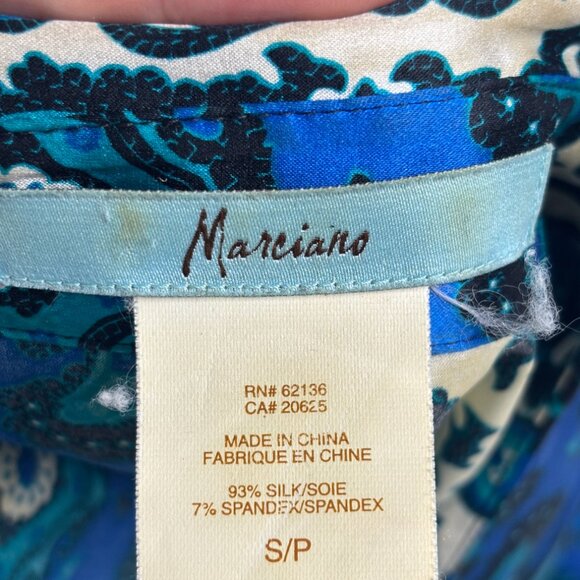 Marciano
RN# 62136
CA# 20625
MADE IN CHINA
FABRIQUE EN CHINE
93% SILK/SOIE
7% SPANDEX/SPANDEX
S/P